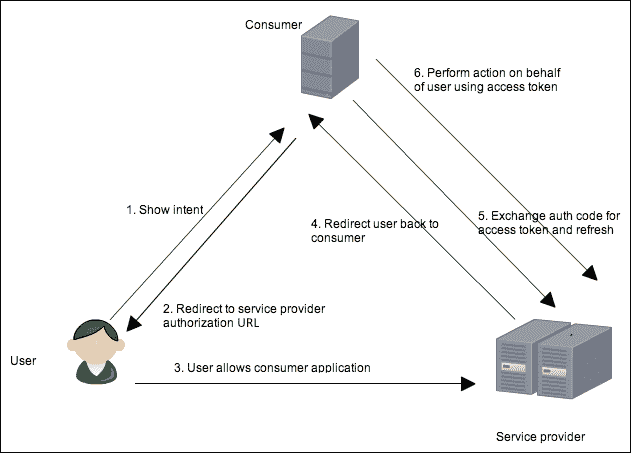 Consumer
6. Perform action on behalf
of user using access token
1. Show intent
4. Redirect user back to
consumer
5. Exchange auth code for
access token and refresh
2. Redirect to service provider
authorization URL
User
3. User allows consumer application
Service provider